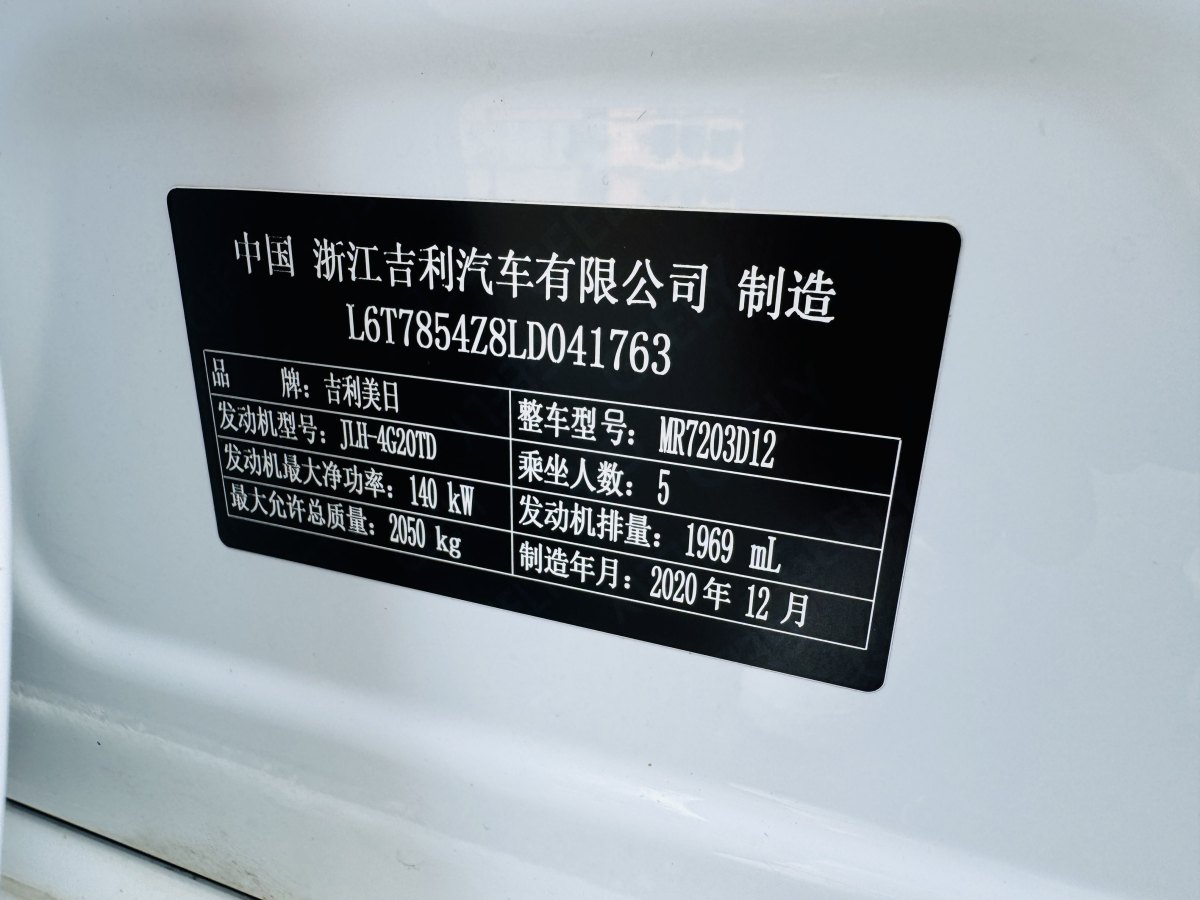 中国 浙江吉利汽车有限公司 制造
L6T7854Z8LD041763
品 牌：吉利美日 整车型号：MR7203D12
发动机型号：JLH-4G20TD 乘坐人数：5
发动机最大净功率：140 kW 发动机排量：1969 mL
最大允许总质量：2050 kg 制造年月：2020年 12 月